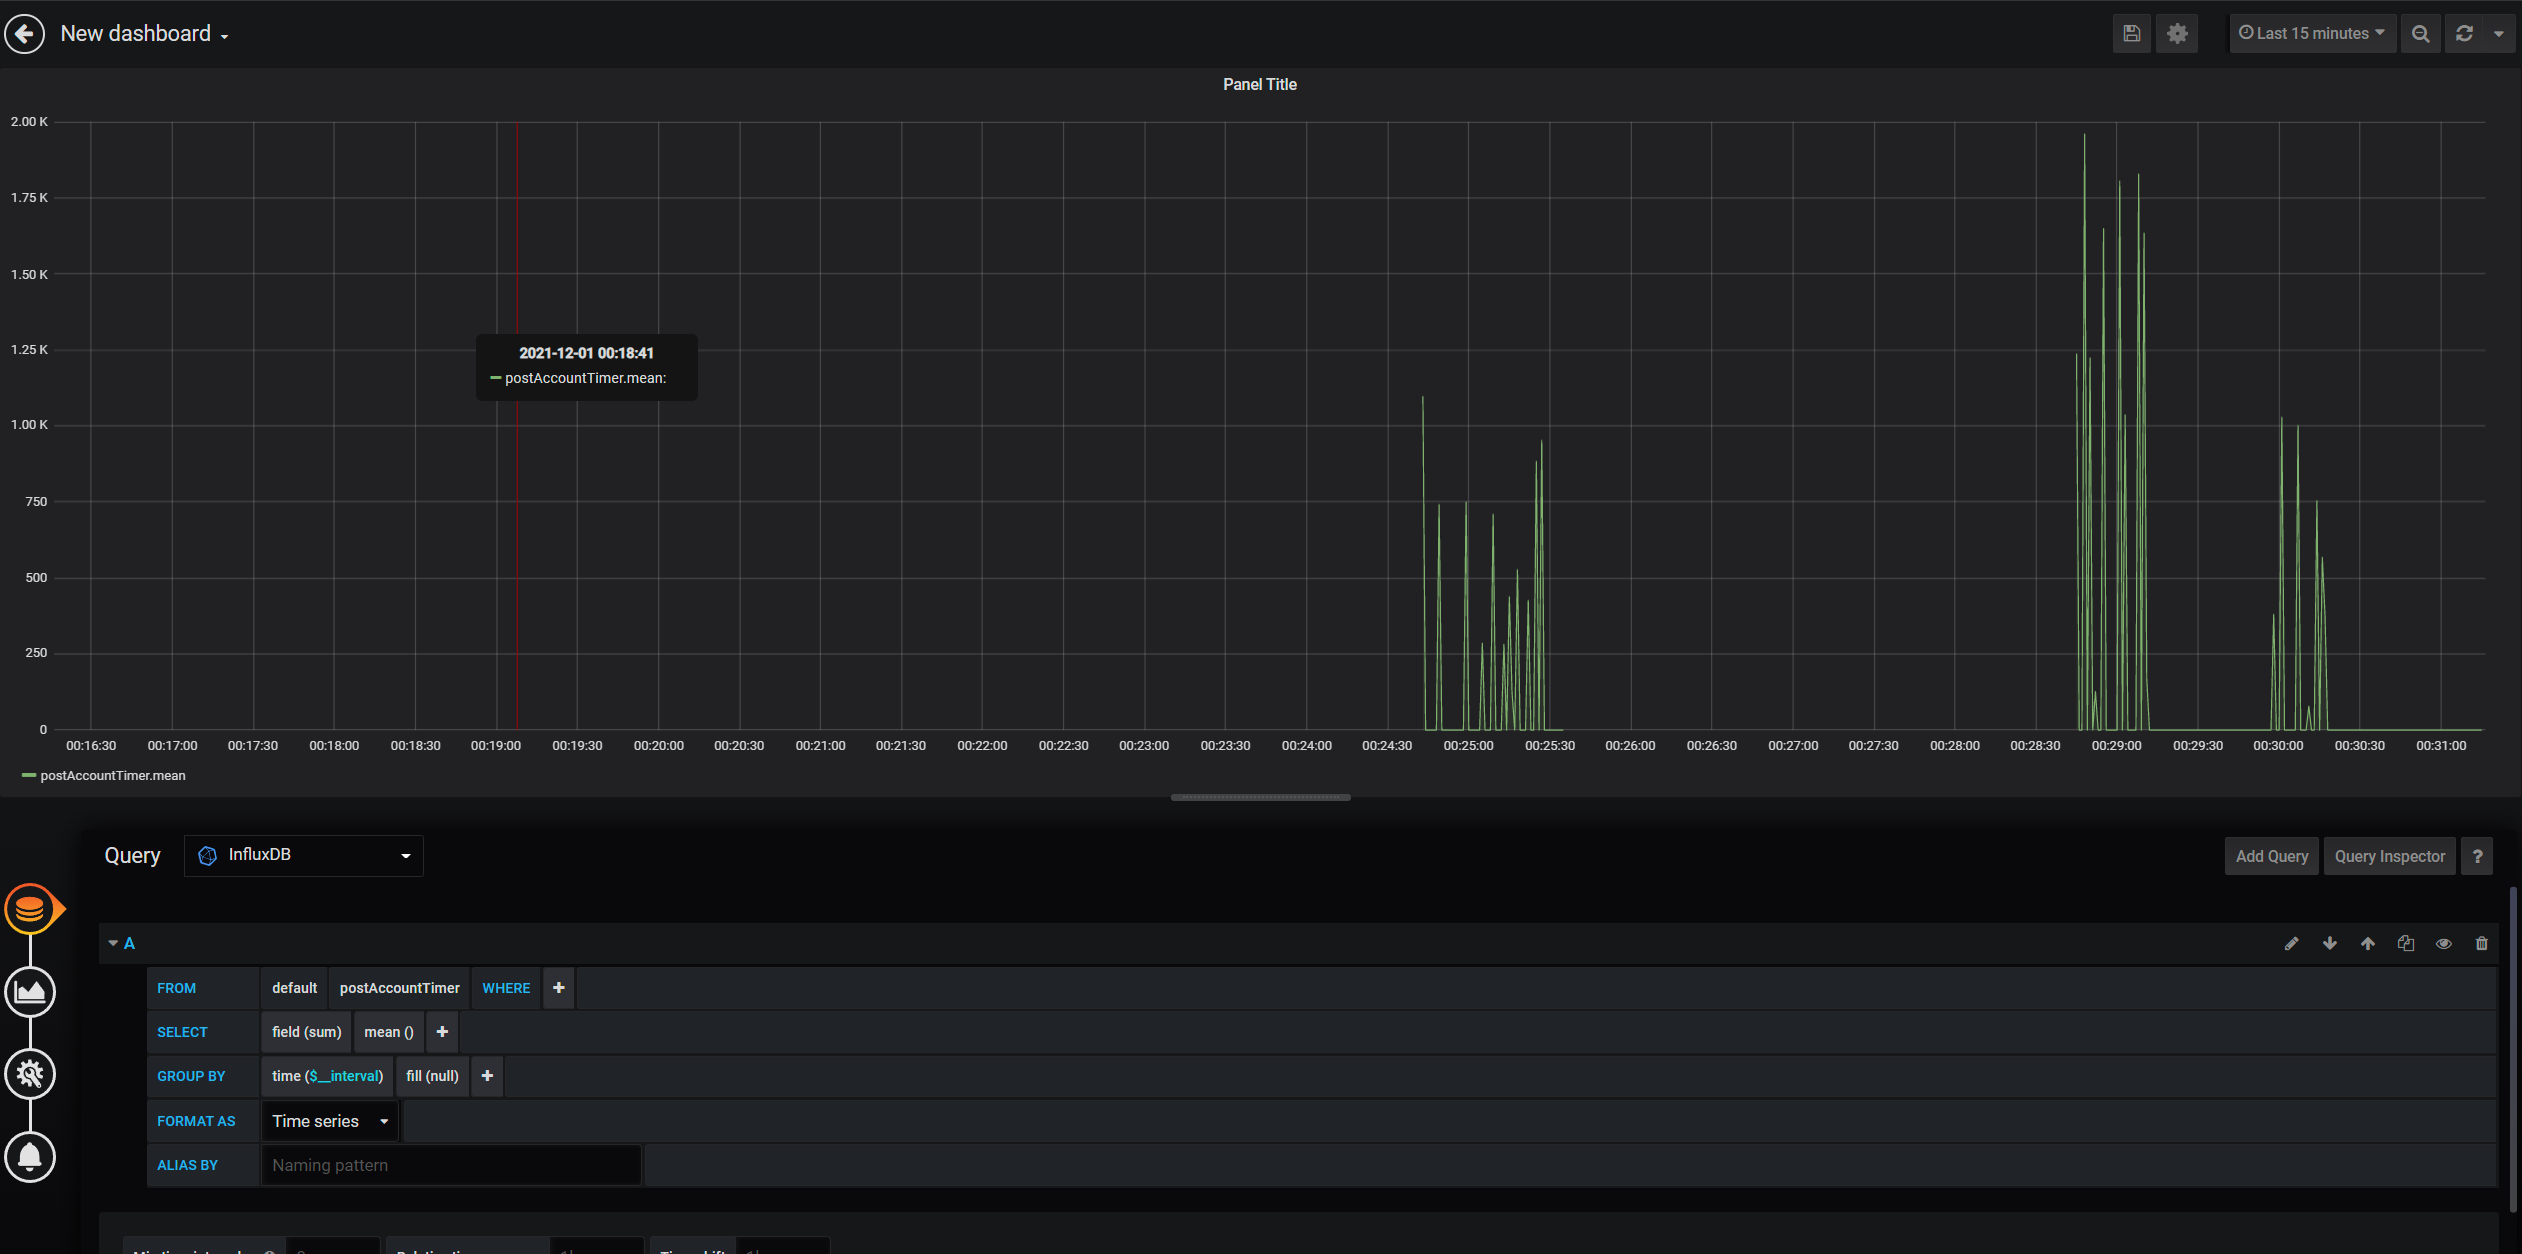 New dashboard
Last 15 minutes
Panel Title
2.00 K
1.75 K
1.50 K
1.25 K
1.00 K
750
500
250
0
2021-12-01 00:18:41
postAccountTimer.mean:
00:16:30 00:17:00 00:17:30 00:18:00 00:18:30 00:19:00 00:19:30 00:20:00 00:20:30 00:21:00 00:21:30 00:22:00 00:22:30 00:23:00 00:23:30 00:24:00 00:24:30 00:25:00 00:25:30 00:26:00 00:26:30 00:27:00 00:27:30 00:28:00 00:28:30 00:29:00 00:29:30 00:30:00 00:30:30 00:31:00
postAccountTimer.mean
Query InfluxDB Add Query Query Inspector ?
A
FROM default postAccountTimer WHERE +
SELECT field (sum) mean () +
GROUP BY time ($__interval) fill (null) +
FORMAT AS Time series
ALIAS BY Naming pattern